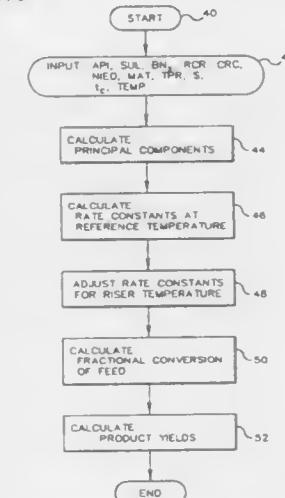 START
40
INPUT API, SUL, BN, RCR CRC,
NIEO, MAT, TPR, S,
tc, TEMP
4
CALCULATE
PRINCIPAL COMPONENTS
44
CALCULATE
RATE CONSTANTS AT
REFERENCE TEMPERATURE
46
ADJUST RATE CONSTANTS
FOR RISER TEMPERATURE
48
CALCULATE
FRACTIONAL CONVERSION
OF FEED
50
CALCULATE
PRODUCT YIELDS
52
END